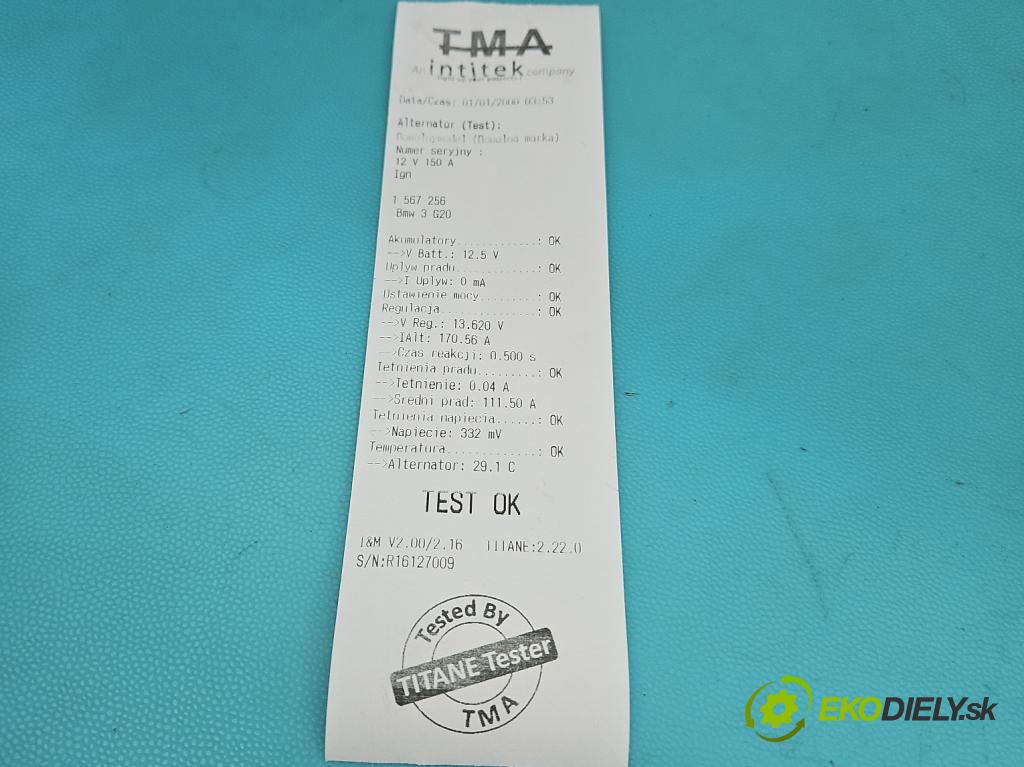 TMA
An intitek company
Data/Czas: 01/01/2000 03:53
Alternator (Test):
(Dowolna marka)
Numer seryjny :
12 V 150 A
Ign
1 567 256
Bmw 3 G20
Akumulatory............: OK
-->V Batt.: 12.5 V
Uplyw pradu............: OK
-->I Uplyw: 0 mA
Ustawienie mocy........: OK
Regulacja..............: OK
-->V Reg.: 13.620 V
-->IAlt: 170.56 A
-->Czas reakcji: 0.500 s
Tetnienia pradu........: OK
-->Tetnienie: 0.04 A
-->Sredni prad: 111.50 A
Tetnienia napiecia.....: OK
-->Napiecie: 332 mV
Temperatura............: OK
-->Alternator: 29.1 C
TEST OK
I&M V2.00/2.16 TITANE:2.22.0
S/N:R16127009
Tested By
TITANE Tester
TMA
EKODIELY.sk